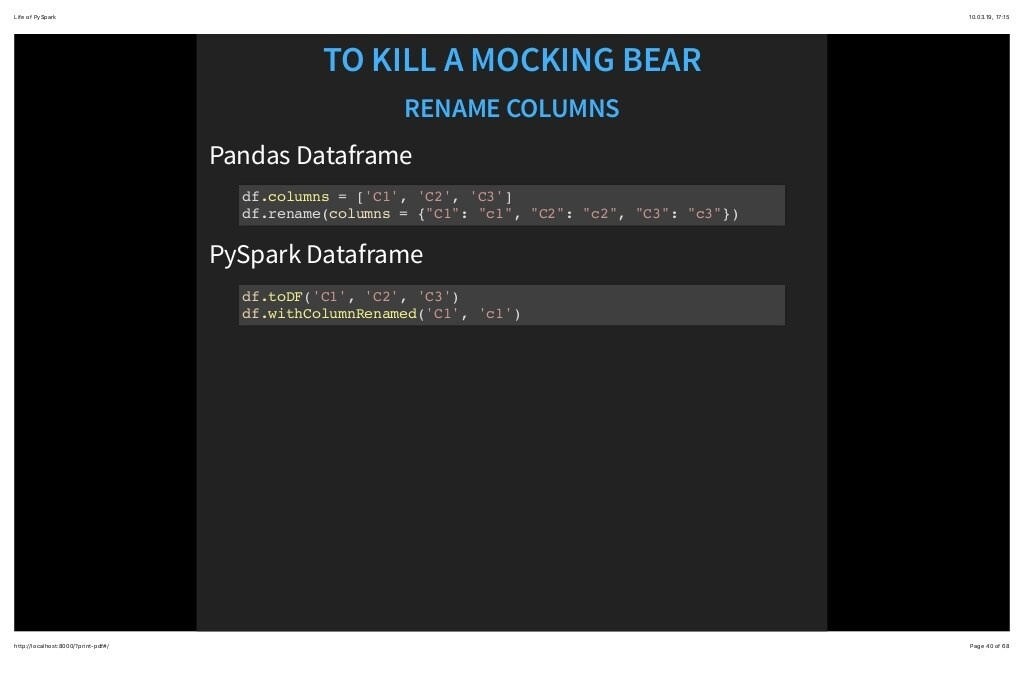 Life of PySpark
10.03.19, 17:15
TO KILL A MOCKING BEAR
RENAME COLUMNS
Pandas Dataframe
df.columns = ['C1', 'C2', 'C3']
df.rename(columns = {"C1": "c1", "C2": "c2", "C3": "c3"})
PySpark Dataframe
df.toDF('C1', 'C2', 'C3')
df.withColumnRenamed('C1', 'c1')
http://localhost:8000/?print-pdf#/
Page 40 of 68